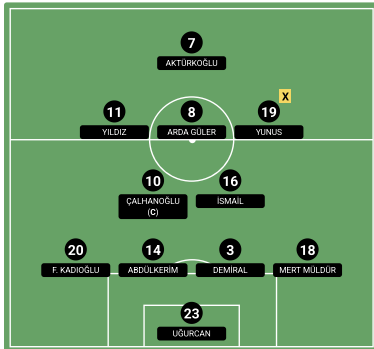 7
AKTÜRKOĞLU
X
11
8
19
YILDIZ
ARDA GÜLER
YUNUS
10
16
ÇALHANOĞLU
(C)
İSMAİL
20
14
3
18
F. KADIOĞLU
ABDÜLKERİM
DEMİRAL
MERT MÜLDÜR
23
UĞURCAN